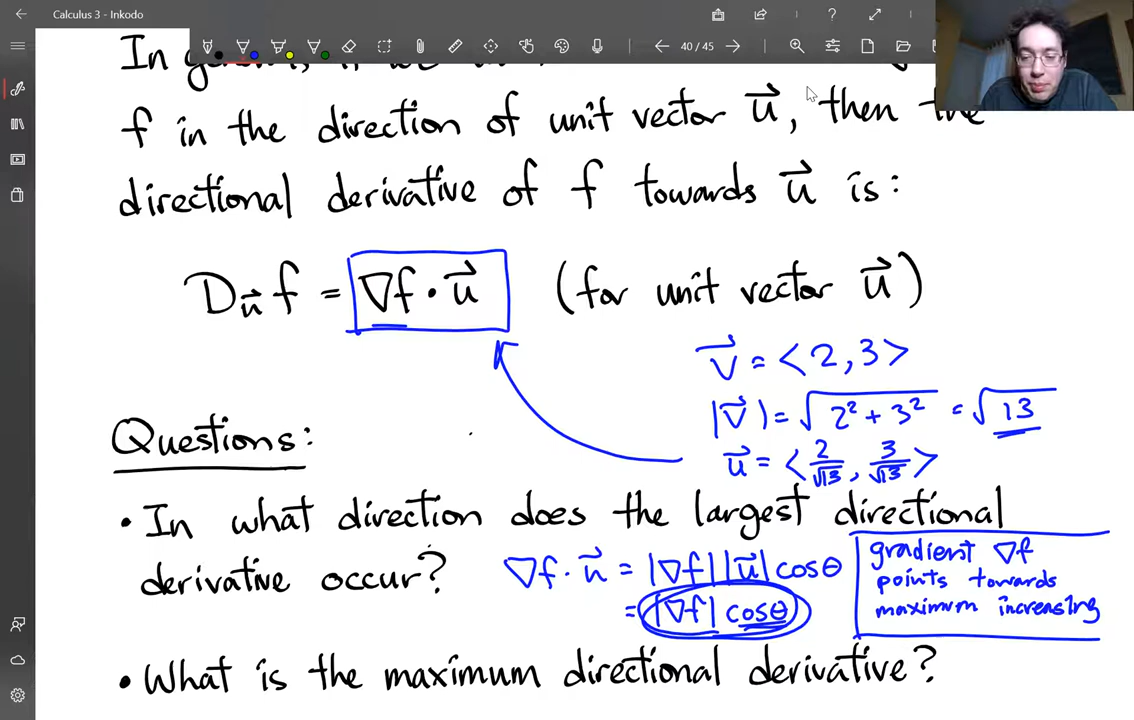 Calculus 3 - Inkodo
40 / 45
In
f in the direction of unit vector u⃗, then the
directional derivative of f towards u⃗ is:
D_u⃗ f = ∇f · u⃗ (for unit vector u⃗)
v⃗ = <2,3>
|v⃗| = √(2² + 3²) = √13
u⃗ = <2/√13, 3/√13>
Questions:
• In what direction does the largest directional
derivative occur?
∇f · u⃗ = |∇f| |u⃗| cosθ
= |∇f| cosθ
gradient ∇f
points towards
maximum increasing
• What is the maximum directional derivative?